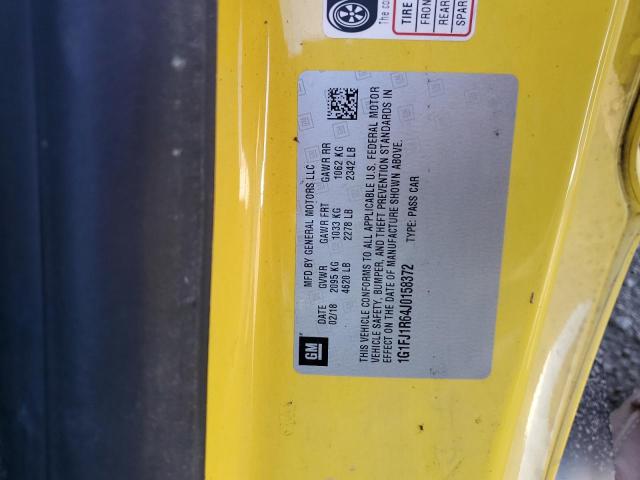 The co
TIRE
FRON
REAR
SPAR
GM
MFD BY GENERAL MOTORS LLC
DATE GVWR GAWR FRT GAWR RR
02/18 2095 KG 1033 KG 1062 KG
4620 LB 2278 LB 2342 LB
THIS VEHICLE CONFORMS TO ALL APPLICABLE U.S. FEDERAL MOTOR
VEHICLE SAFETY, BUMPER, AND THEFT PREVENTION STANDARDS IN
EFFECT ON THE DATE OF MANUFACTURE SHOWN ABOVE.
1G1FJ1R64J0158372 TYPE: PASS CAR